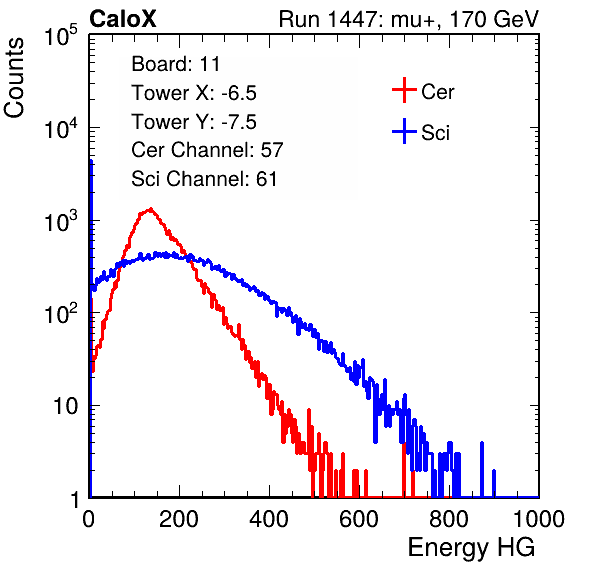 CaloX Run 1447: mu+, 170 GeV
Counts
Board: 11
Tower X: -6.5
Tower Y: -7.5
Cer Channel: 57
Sci Channel: 61
Cer
Sci
10^5
10^4
10^3
10^2
10
1
0 200 400 600 800 1000
Energy HG